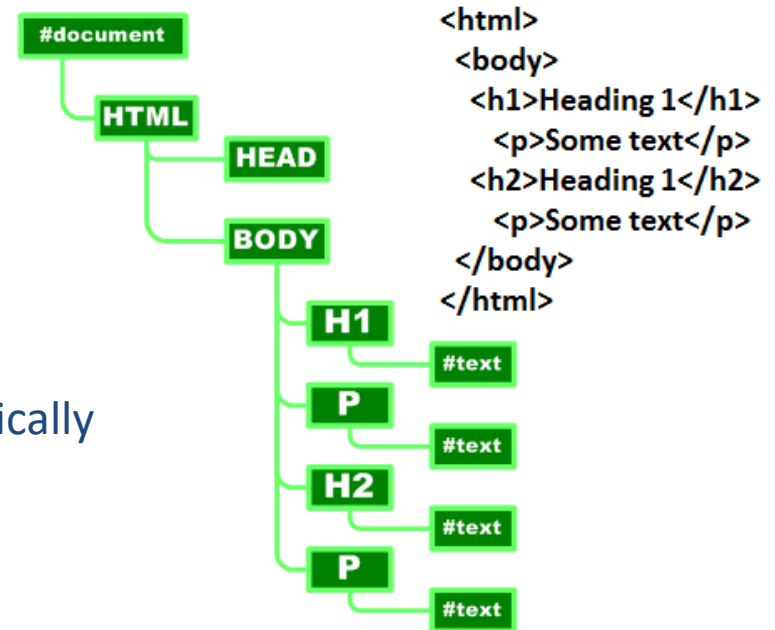 #document
HTML
HEAD
BODY
H1
#text
P
#text
H2
#text
P
#text
<html>
<body>
<h1>Heading 1</h1>
<p>Some text</p>
<h2>Heading 1</h2>
<p>Some text</p>
</body>
</html>
ically